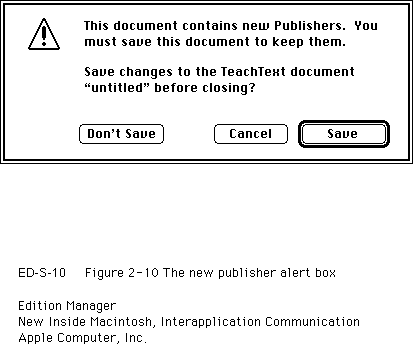 This document contains new Publishers. You
must save this document to keep them.
Save changes to the TeachText document
“untitled” before closing?
Don't Save Cancel Save
ED-S-10 Figure 2-10 The new publisher alert box
Edition Manager
New Inside Macintosh, Interapplication Communication
Apple Computer, Inc.